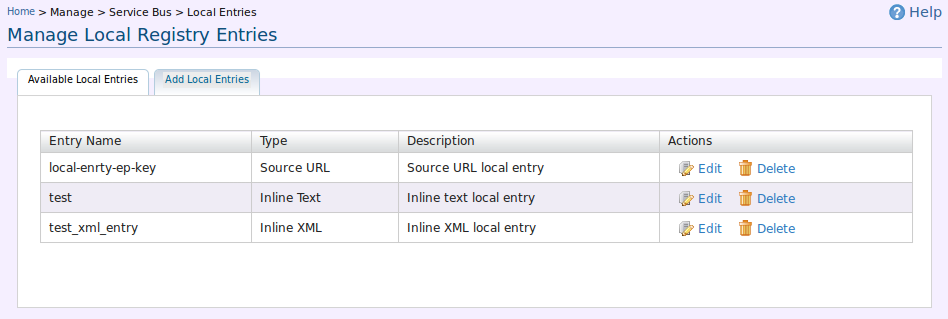 Home > Manage > Service Bus > Local Entries
Help
Manage Local Registry Entries
Available Local Entries
Add Local Entries
Entry Name Type Description Actions
local-enrty-ep-key Source URL Source URL local entry Edit Delete
test Inline Text Inline text local entry Edit Delete
test_xml_entry Inline XML Inline XML local entry Edit Delete